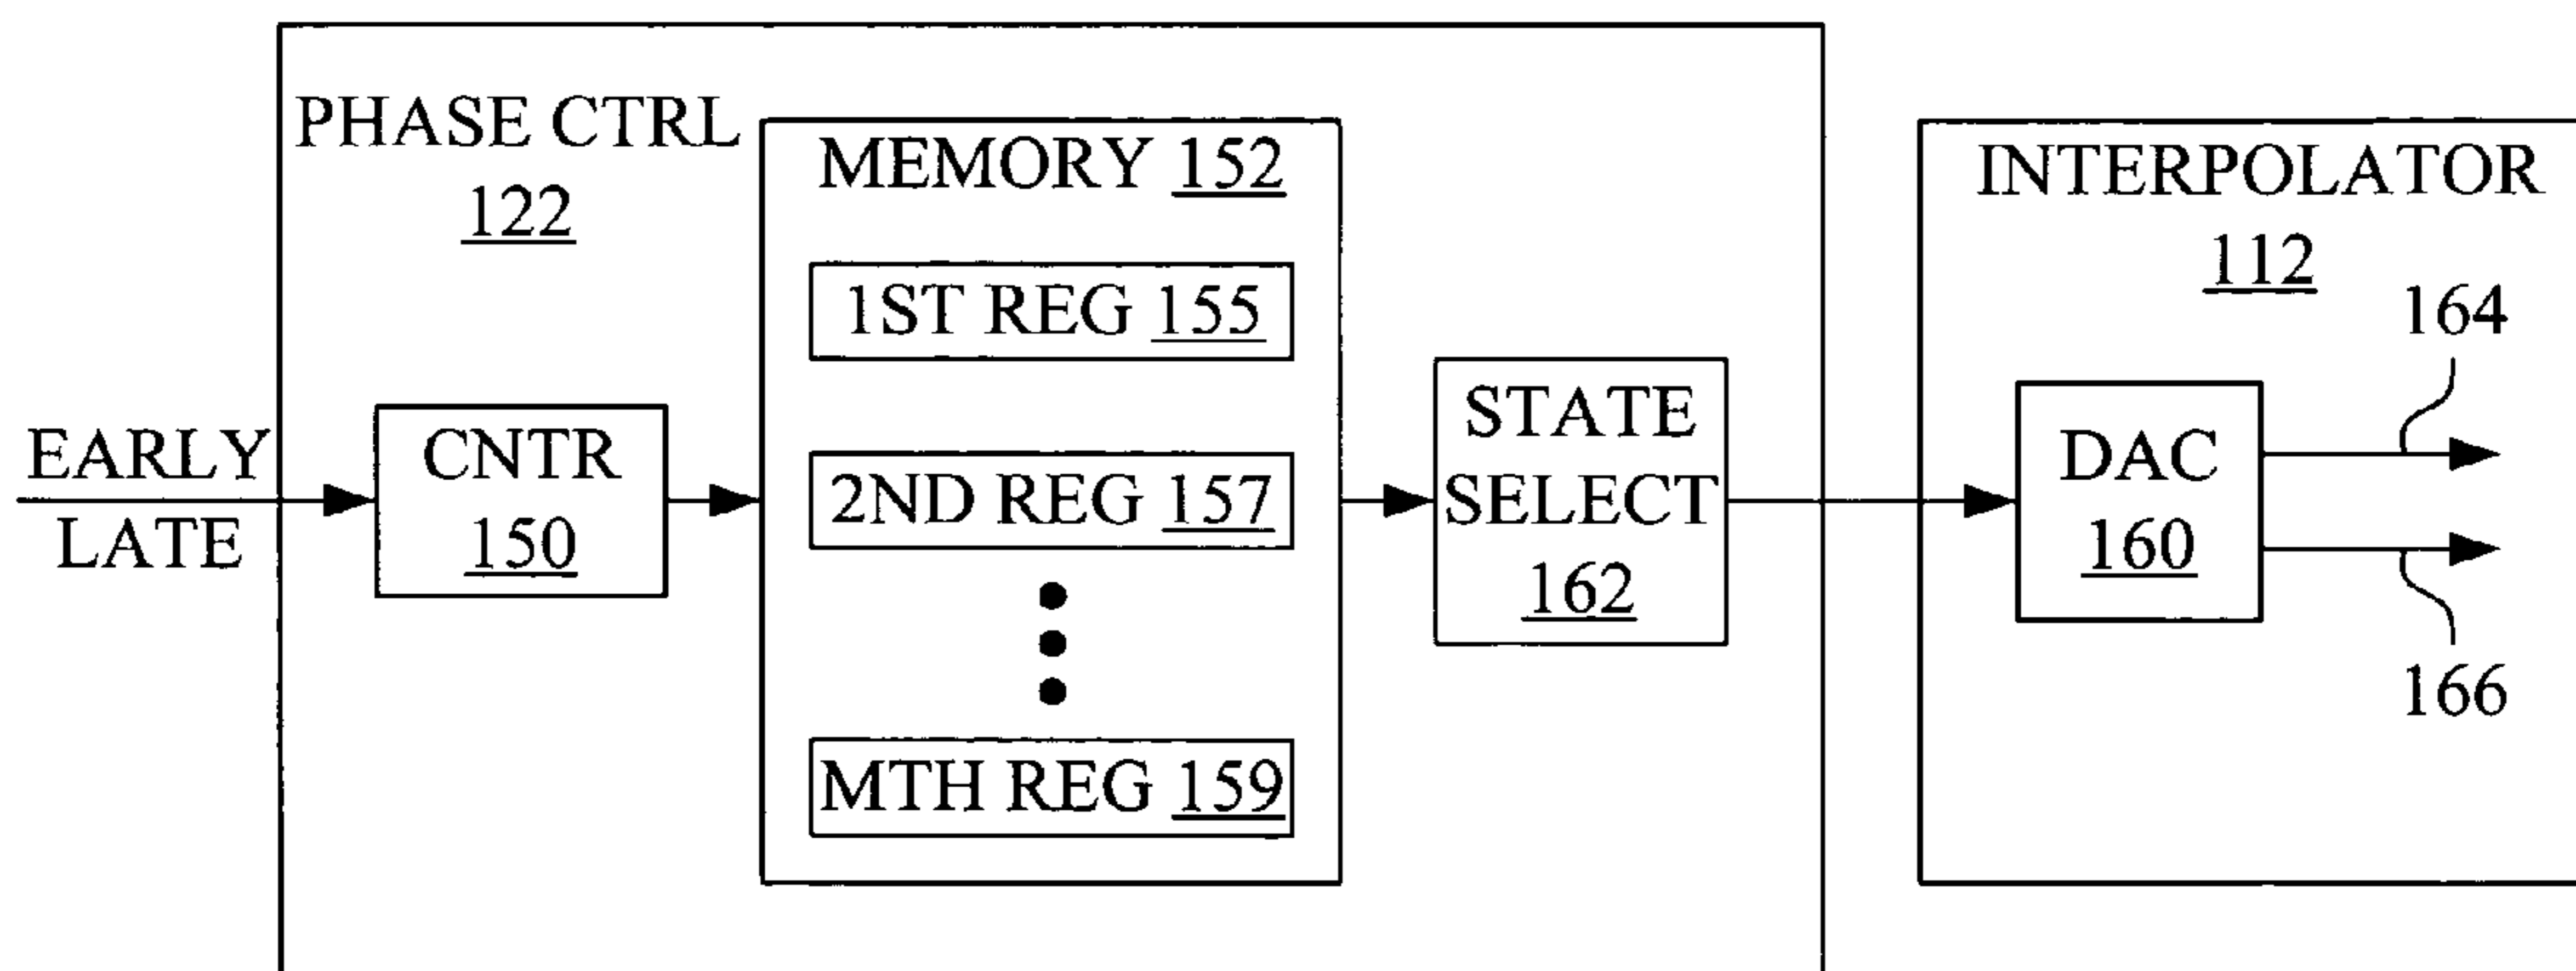 EARLY
LATE
PHASE CTRL
122
CNTR
150
MEMORY 152
1ST REG 155
2ND REG 157
MTH REG 159
STATE
SELECT
162
INTERPOLATOR
112
DAC
160
164
166